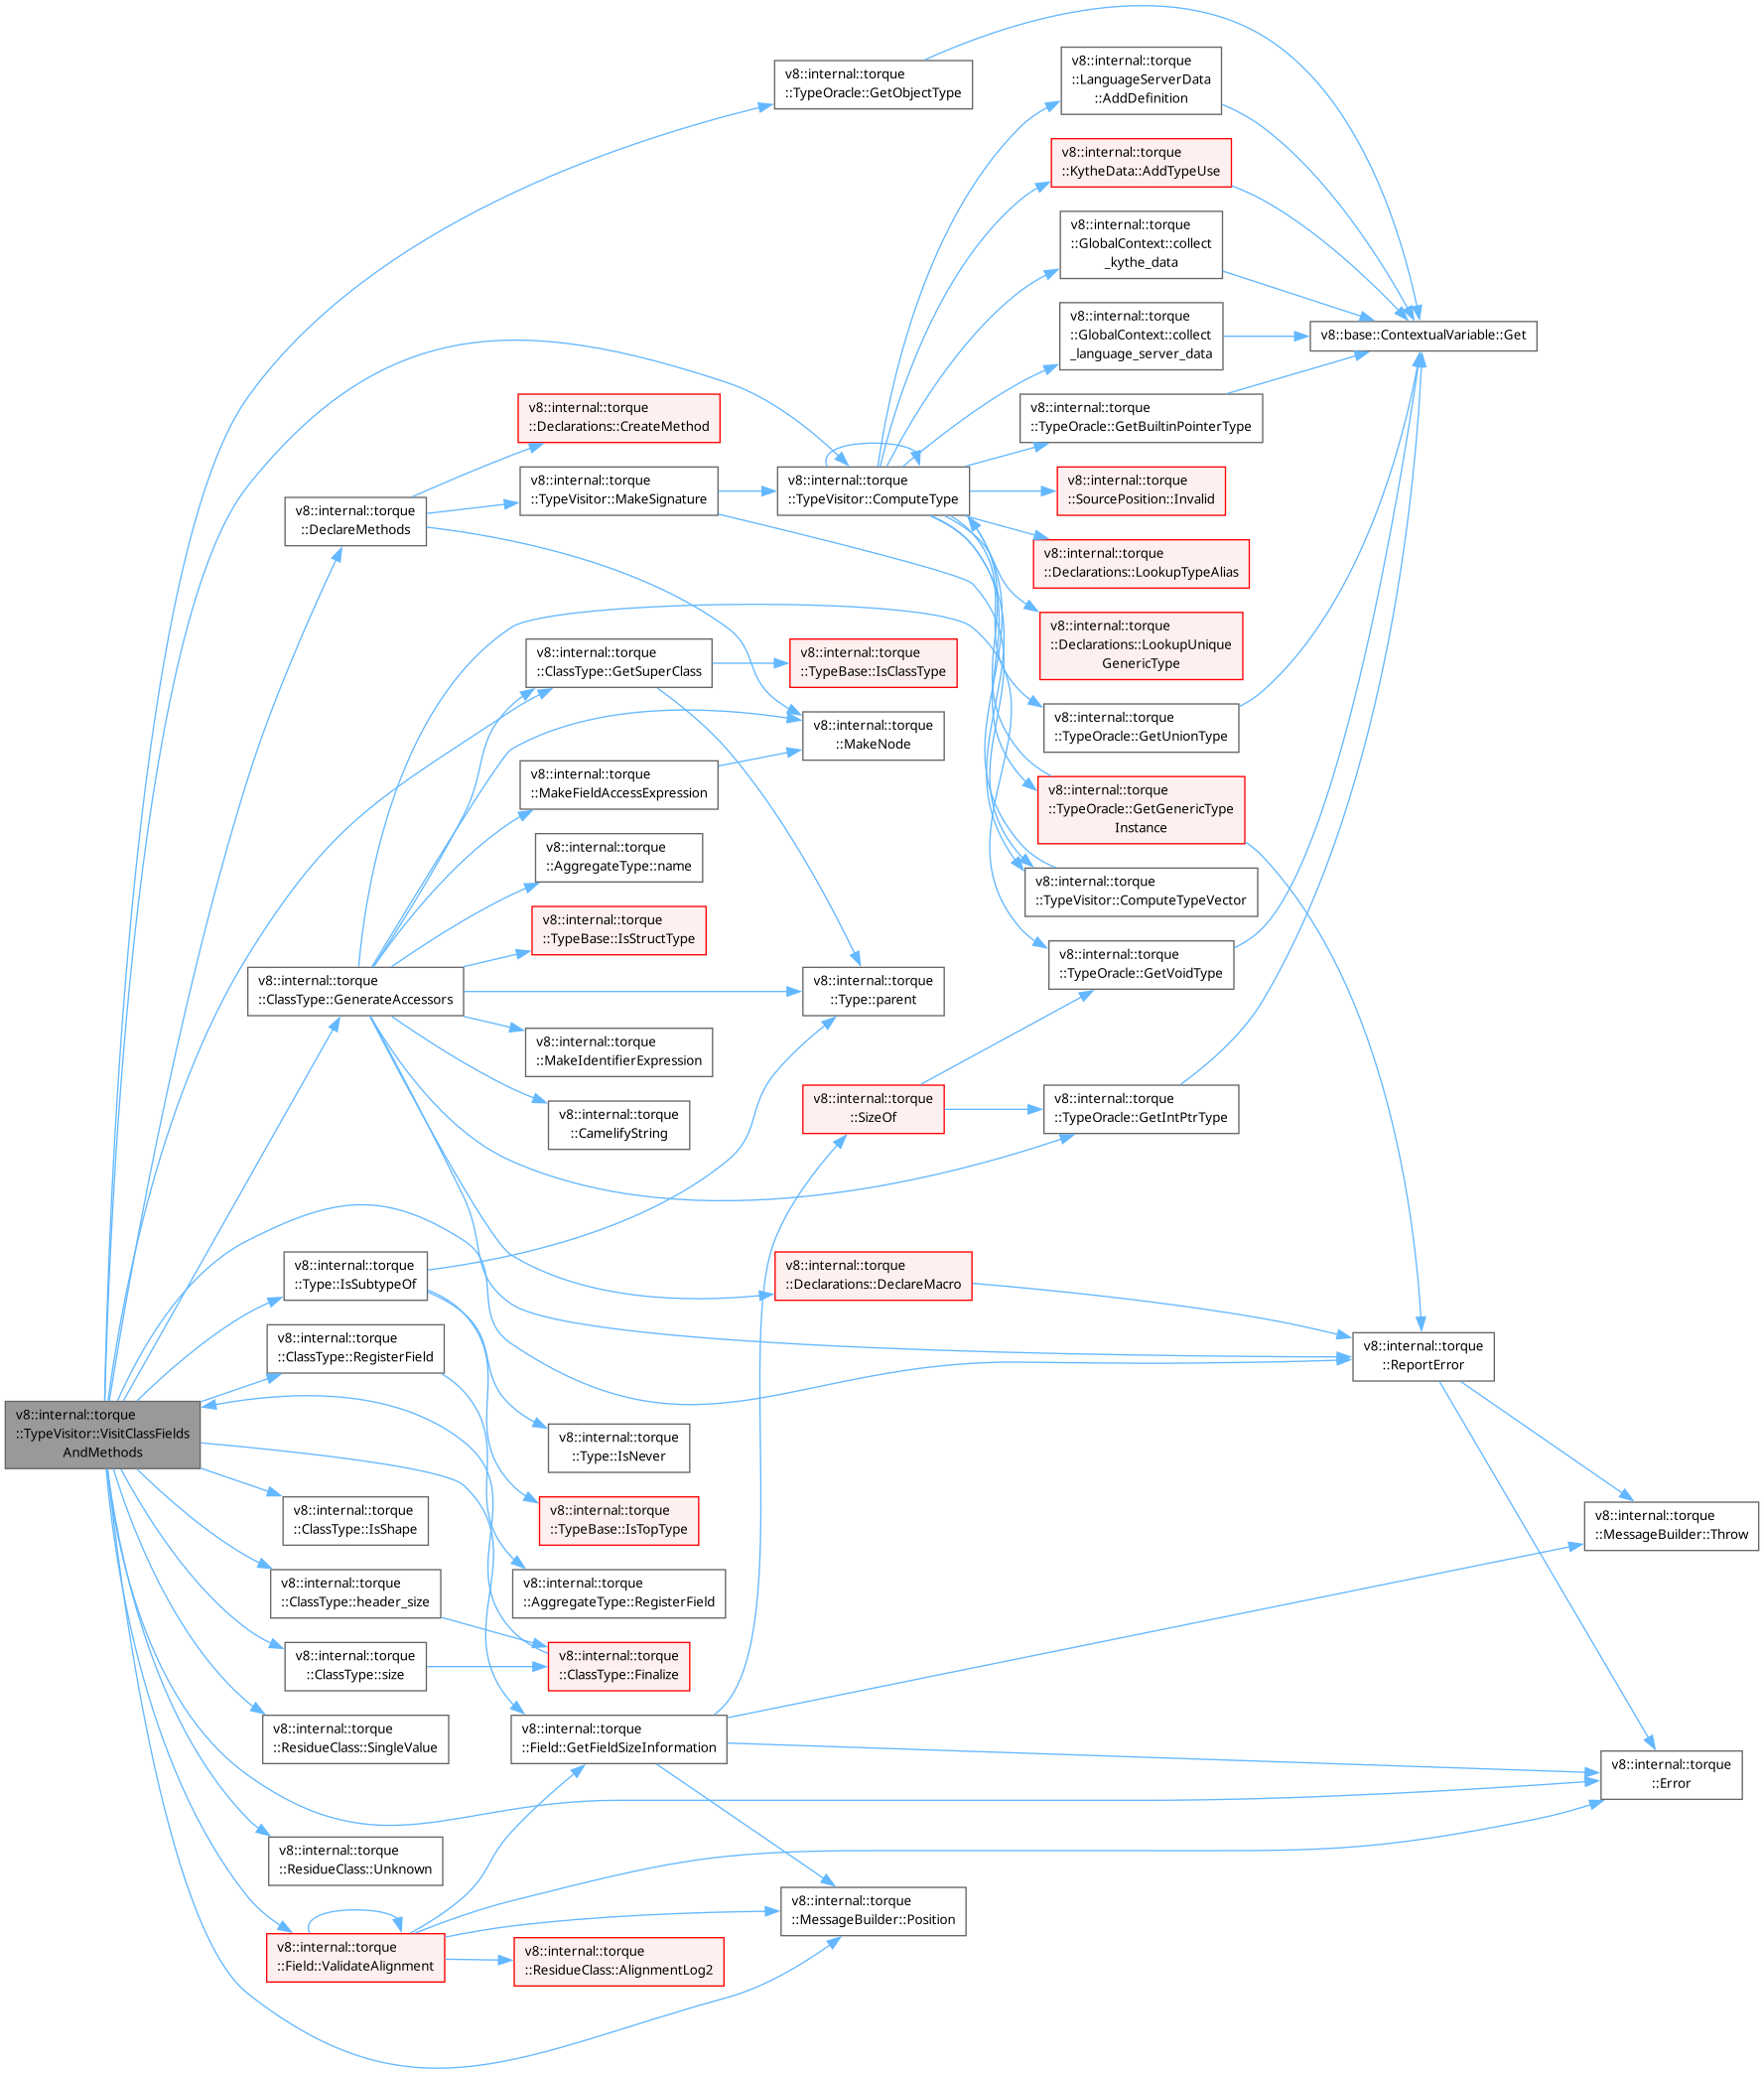 v8::internal::torque
::TypeOracle::GetObjectType
v8::internal::torque
::LanguageServerData
::AddDefinition
v8::internal::torque
::KytheData::AddTypeUse
v8::internal::torque
::GlobalContext::collect
_kythe_data
v8::internal::torque
::GlobalContext::collect
_language_server_data
v8::base::ContextualVariable::Get
v8::internal::torque
::Declarations::CreateMethod
v8::internal::torque
::TypeOracle::GetBuiltinPointerType
v8::internal::torque
::DeclareMethods
v8::internal::torque
::TypeVisitor::MakeSignature
v8::internal::torque
::TypeVisitor::ComputeType
v8::internal::torque
::SourcePosition::Invalid
v8::internal::torque
::Declarations::LookupTypeAlias
v8::internal::torque
::Declarations::LookupUnique
GenericType
v8::internal::torque
::ClassType::GetSuperClass
v8::internal::torque
::TypeBase::IsClassType
v8::internal::torque
::MakeNode
v8::internal::torque
::TypeOracle::GetUnionType
v8::internal::torque
::MakeFieldAccessExpression
v8::internal::torque
::TypeOracle::GetGenericType
Instance
v8::internal::torque
::AggregateType::name
v8::internal::torque
::TypeVisitor::ComputeTypeVector
v8::internal::torque
::TypeBase::IsStructType
v8::internal::torque
::ClassType::GenerateAccessors
v8::internal::torque
::Type::parent
v8::internal::torque
::TypeOracle::GetVoidType
v8::internal::torque
::MakeIdentifierExpression
v8::internal::torque
::CamelifyString
v8::internal::torque
::SizeOf
v8::internal::torque
::TypeOracle::GetIntPtrType
v8::internal::torque
::Type::IsSubtypeOf
v8::internal::torque
::Declarations::DeclareMacro
v8::internal::torque
::ClassType::RegisterField
v8::internal::torque
::ReportError
v8::internal::torque
::TypeVisitor::VisitClassFields
AndMethods
v8::internal::torque
::Type::IsNever
v8::internal::torque
::ClassType::IsShape
v8::internal::torque
::TypeBase::IsTopType
v8::internal::torque
::MessageBuilder::Throw
v8::internal::torque
::ClassType::header_size
v8::internal::torque
::AggregateType::RegisterField
v8::internal::torque
::ClassType::size
v8::internal::torque
::ClassType::Finalize
v8::internal::torque
::ResidueClass::SingleValue
v8::internal::torque
::Field::GetFieldSizeInformation
v8::internal::torque
::Error
v8::internal::torque
::ResidueClass::Unknown
v8::internal::torque
::MessageBuilder::Position
v8::internal::torque
::Field::ValidateAlignment
v8::internal::torque
::ResidueClass::AlignmentLog2